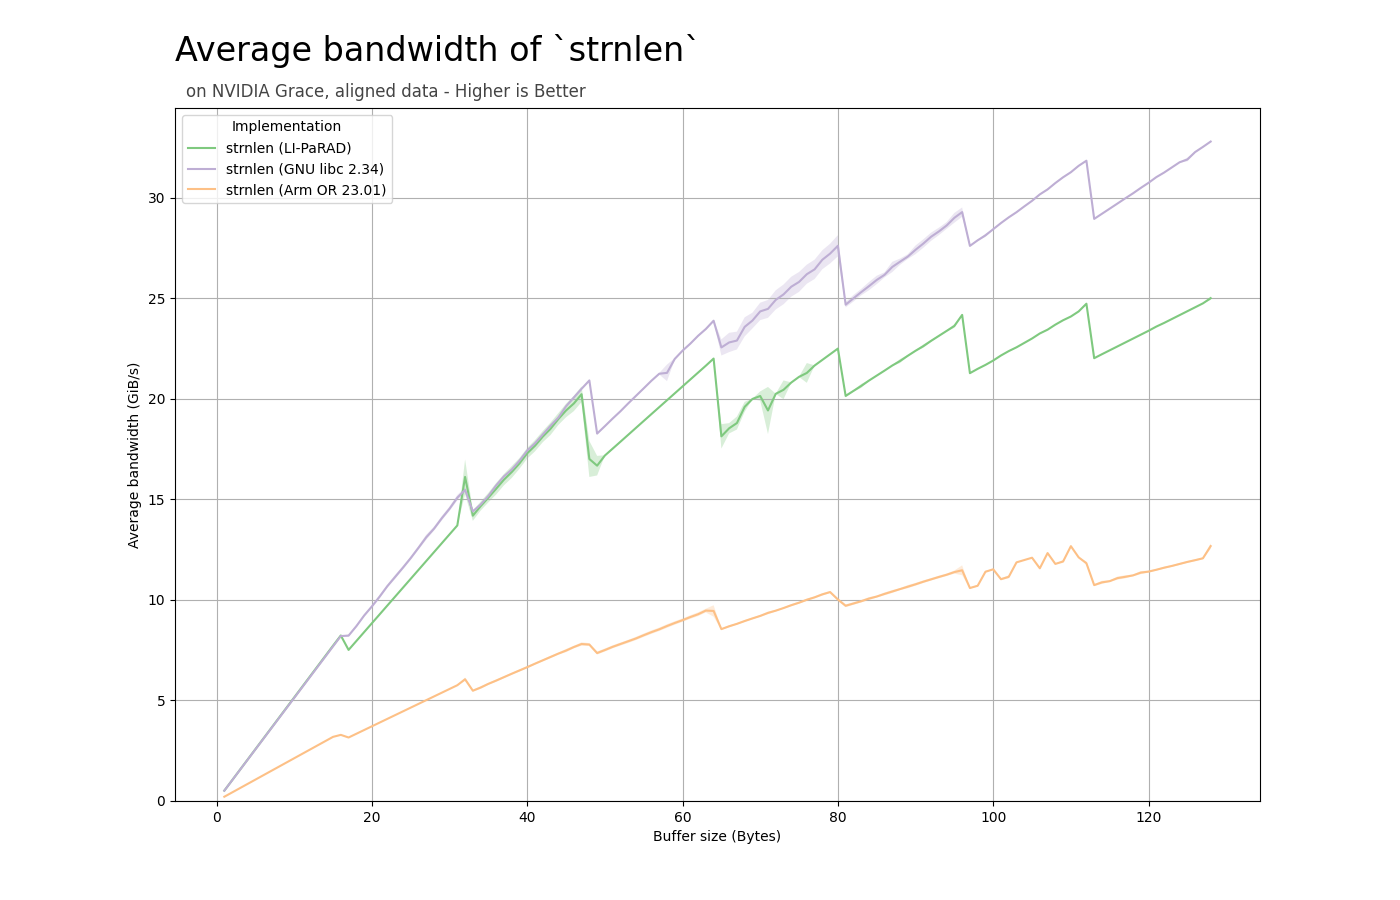 Average bandwidth of `strnlen`
on NVIDIA Grace, aligned data - Higher is Better
Implementation
strnlen (LI-PaRAD)
strnlen (GNU libc 2.34)
strnlen (Arm OR 23.01)
Average bandwidth (GiB/s)
30
25
20
15
10
5
0
0 20 40 60 80 100 120
Buffer size (Bytes)